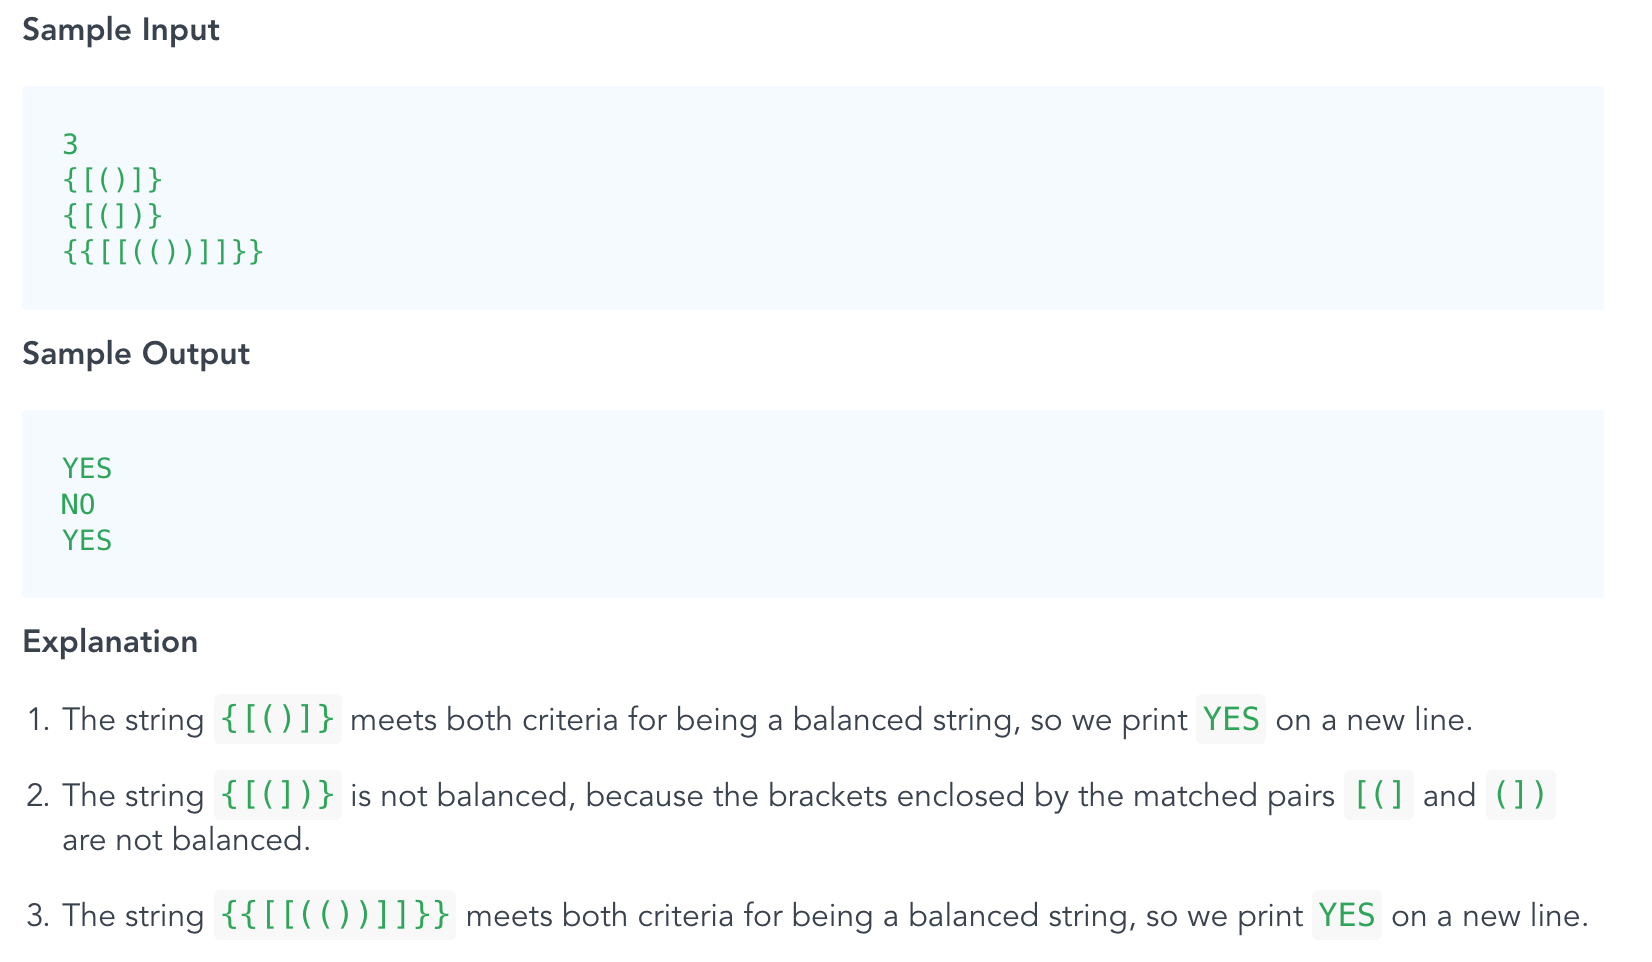 Sample Input
3
{[()]}
{[(])}
{{[[(())]]}}
Sample Output
YES
NO
YES
Explanation
1. The string {[()]} meets both criteria for being a balanced string, so we print YES on a new line.
2. The string {[(])} is not balanced, because the brackets enclosed by the matched pairs [(] and (])
are not balanced.
3. The string {{[[(())]]}} meets both criteria for being a balanced string, so we print YES on a new line.